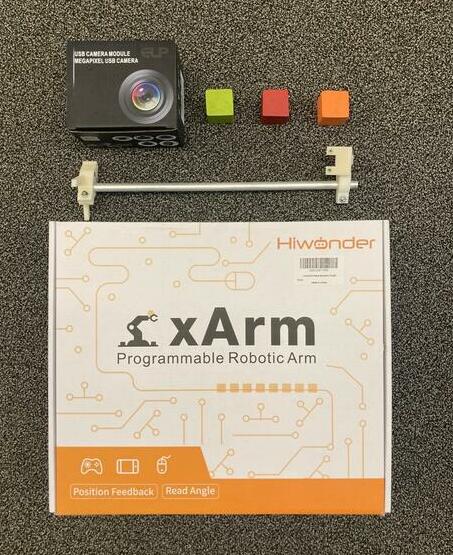 USB CAMERA MODULE
MEGAPIXEL USB CAMERA
ELP
Hiwonder
xArm
Programmable Robotic Arm
Position Feedback
Read Angle